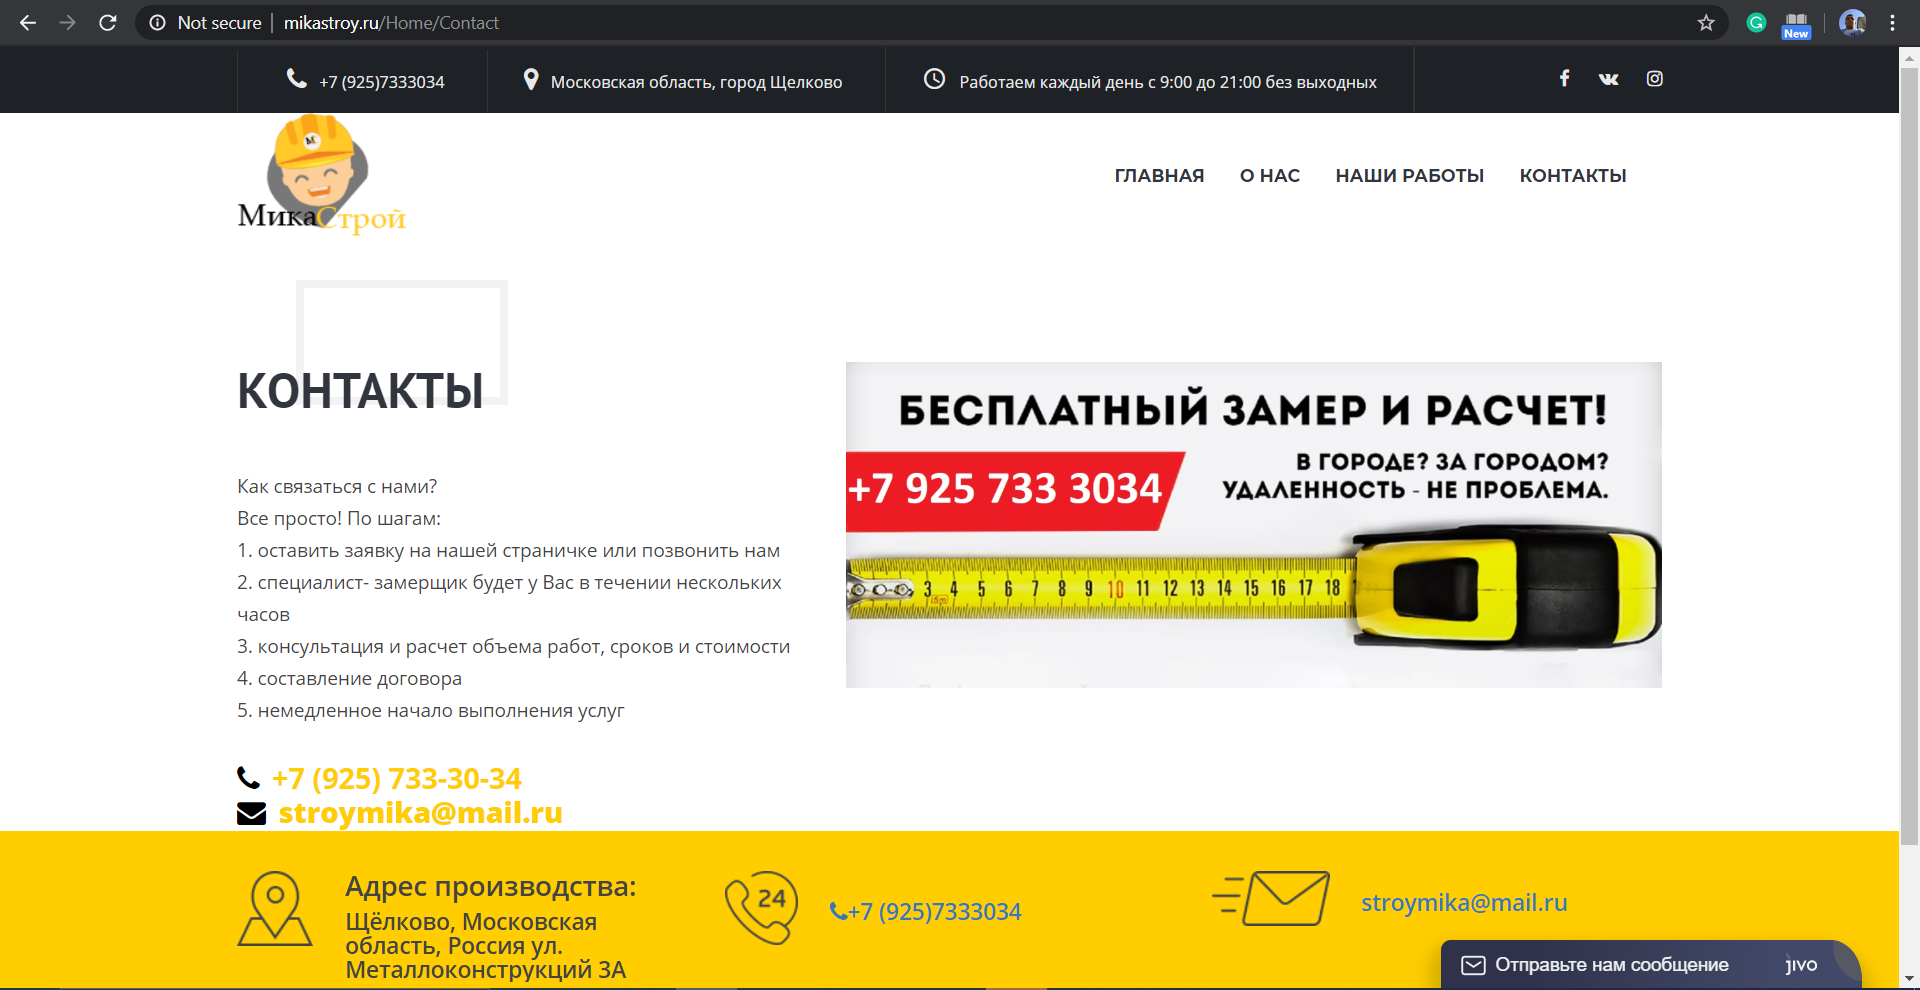 Not secure | mikastroy.ru/Home/Contact
New
+7 (925)7333034
Московская область, город Щелково
Работаем каждый день с 9:00 до 21:00 без выходных
М
МикаСтрой
ГЛАВНАЯ О НАС НАШИ РАБОТЫ КОНТАКТЫ
КОНТАКТЫ
Как связаться с нами?
Все просто! По шагам:
1. оставить заявку на нашей страничке или позвонить нам
2. специалист- замерщик будет у Вас в течении нескольких
часов
3. консультация и расчет объема работ, сроков и стоимости
4. составление договора
5. немедленное начало выполнения услуг
+7 (925) 733-30-34
stroymika@mail.ru
БЕСПЛАТНЫЙ ЗАМЕР И РАСЧЕТ!
+7 925 733 3034
В ГОРОДЕ? ЗА ГОРОДОМ?
УДАЛЕННОСТЬ - НЕ ПРОБЛЕМА.
3 4 5 6 7 8 9 10 11 12 13 14 15 16 17 18
Адрес производства:
Щёлково, Московская
область, Россия ул.
Металлоконструкций 3А
24
+7 (925)7333034
stroymika@mail.ru
Отправьте нам сообщение
jivo